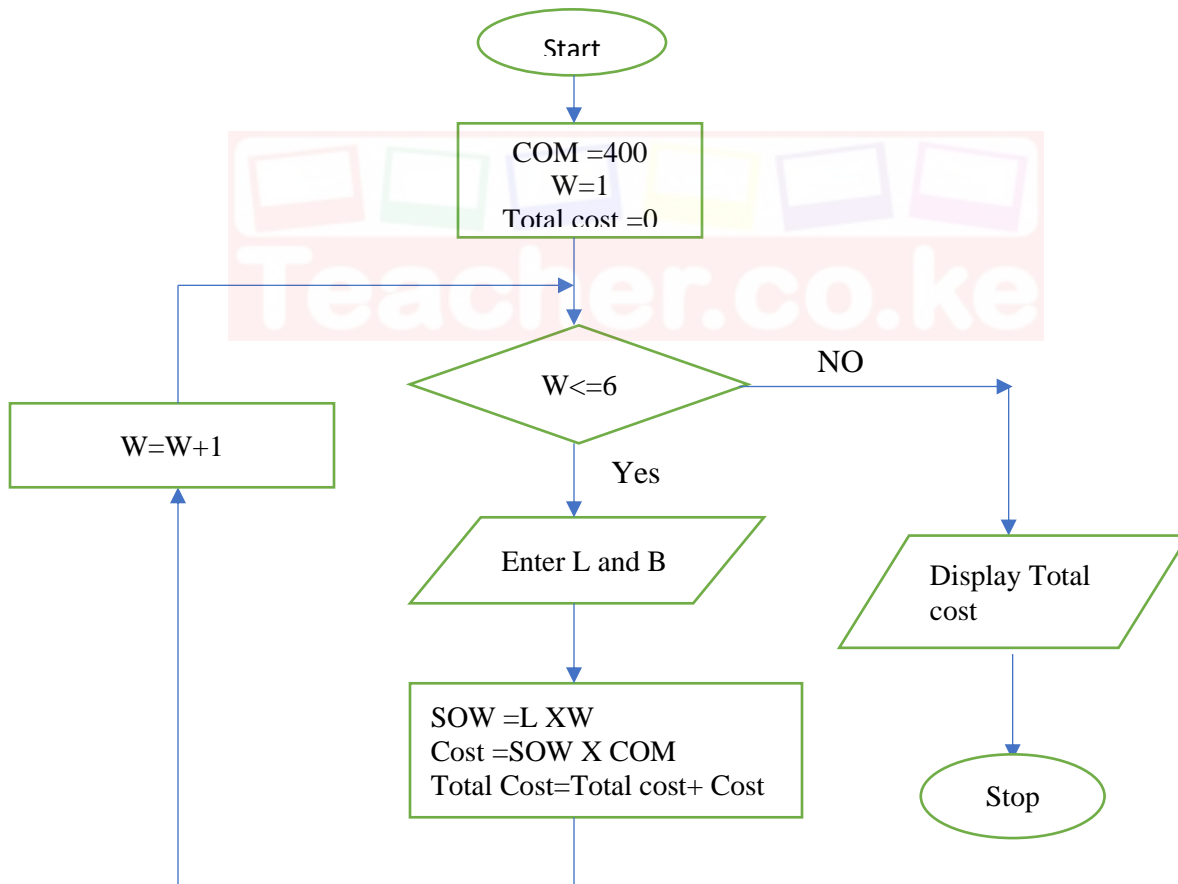 Start
COM =400
W=1
Total cost =0
Teacher.co.ke
W<=6
NO
W=W+1
Yes
Enter L and B
Display Total
cost
SOW =L XW
Cost =SOW X COM
Total Cost=Total cost+ Cost
Stop